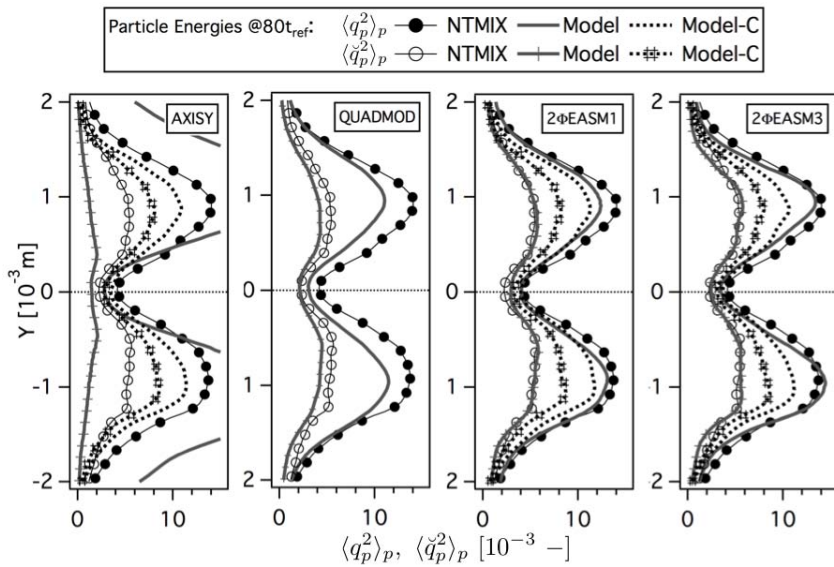 Particle Energies @80t_ref: ⟨q_p^2⟩_p NTMIX Model Model-C
⟨q̆_p^2⟩_p NTMIX Model Model-C
AXISY QUADMOD 2ΦEASM1 2ΦEASM3
2 2 2 2
1 1 1 1
0 0 0 0
-1 1 1 1
-2 2 2 2
Y [10^-3 m]
0 10 0 10 0 10 0 10
⟨q_p^2⟩_p, ⟨q̆_p^2⟩_p [10^-3 −]